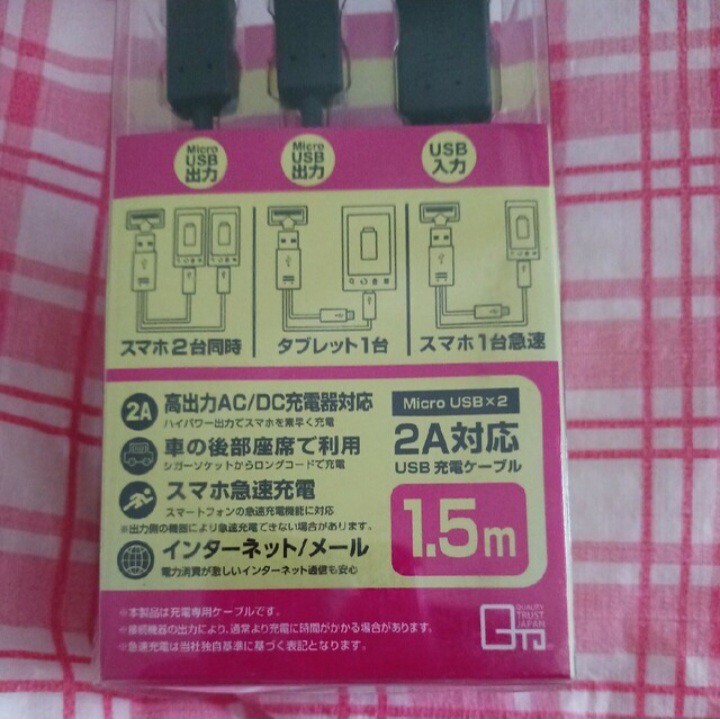 Micro
USB
出力
Micro
USB
出力
USB
入力
スマホ2台同時
タブレット1台
スマホ1台急速
2A
高出力AC/DC充電器対応
ハイパワー出力でスマホを素早く充電
車の後部座席で利用
シガーソケットからロングコードで充電
スマホ急速充電
スマートフォンの急速充電機能に対応
※出力側の機器により急速充電できない場合があります。
インターネット/メール
電力消費が激しいインターネット通信も安心
Micro USB×2
2A対応
USB 充電ケーブル
1.5m
※本製品は充電専用ケーブルです。
※接続機器の出力により、通常より充電に時間がかかる場合があります。
※急速充電は当社独自基準に基づく表記となります。
QUALITY
TRUST
JAPAN